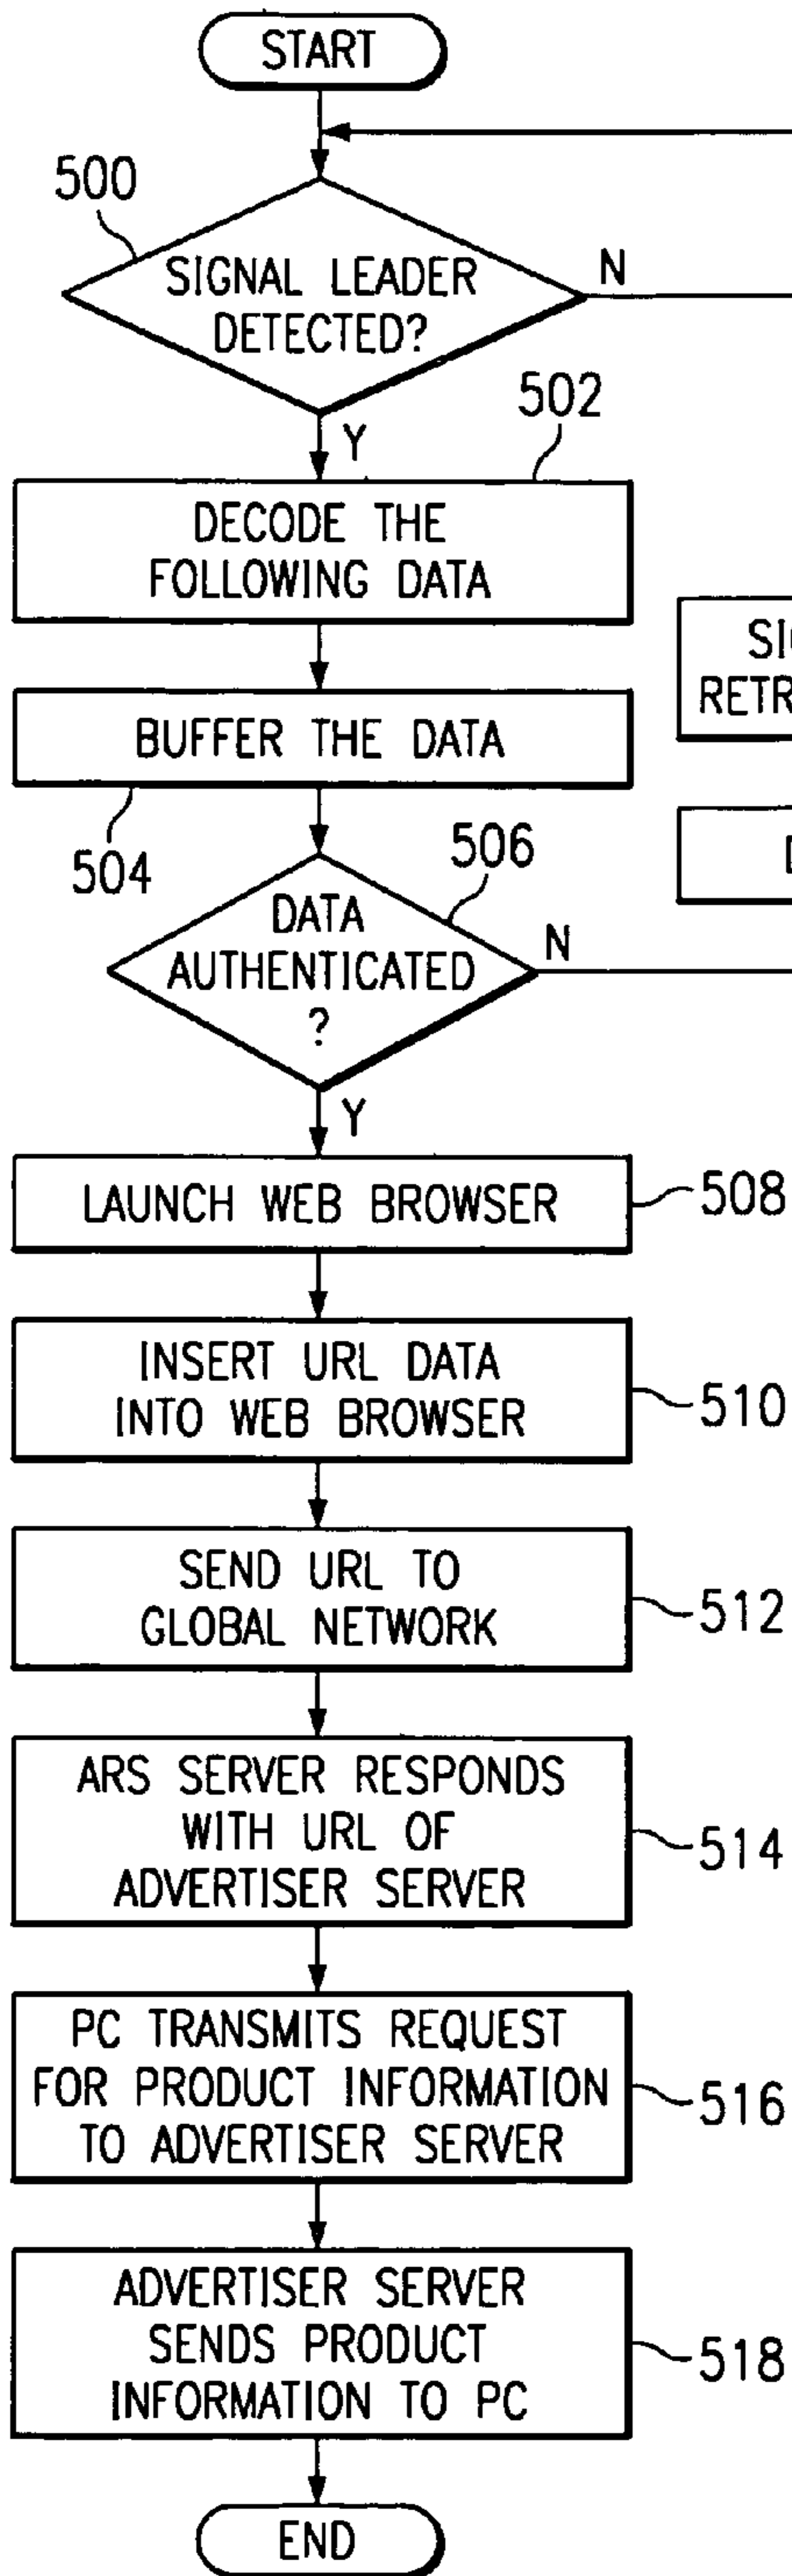 START
500
SIGNAL LEADER
DETECTED?
N
Y
502
DECODE THE
FOLLOWING DATA
BUFFER THE DATA
504
506
DATA
AUTHENTICATED
?
N
Y
LAUNCH WEB BROWSER
508
INSERT URL DATA
INTO WEB BROWSER
510
SEND URL TO
GLOBAL NETWORK
512
ARS SERVER RESPONDS
WITH URL OF
ADVERTISER SERVER
514
PC TRANSMITS REQUEST
FOR PRODUCT INFORMATION
TO ADVERTISER SERVER
516
ADVERTISER SERVER
SENDS PRODUCT
INFORMATION TO PC
518
END